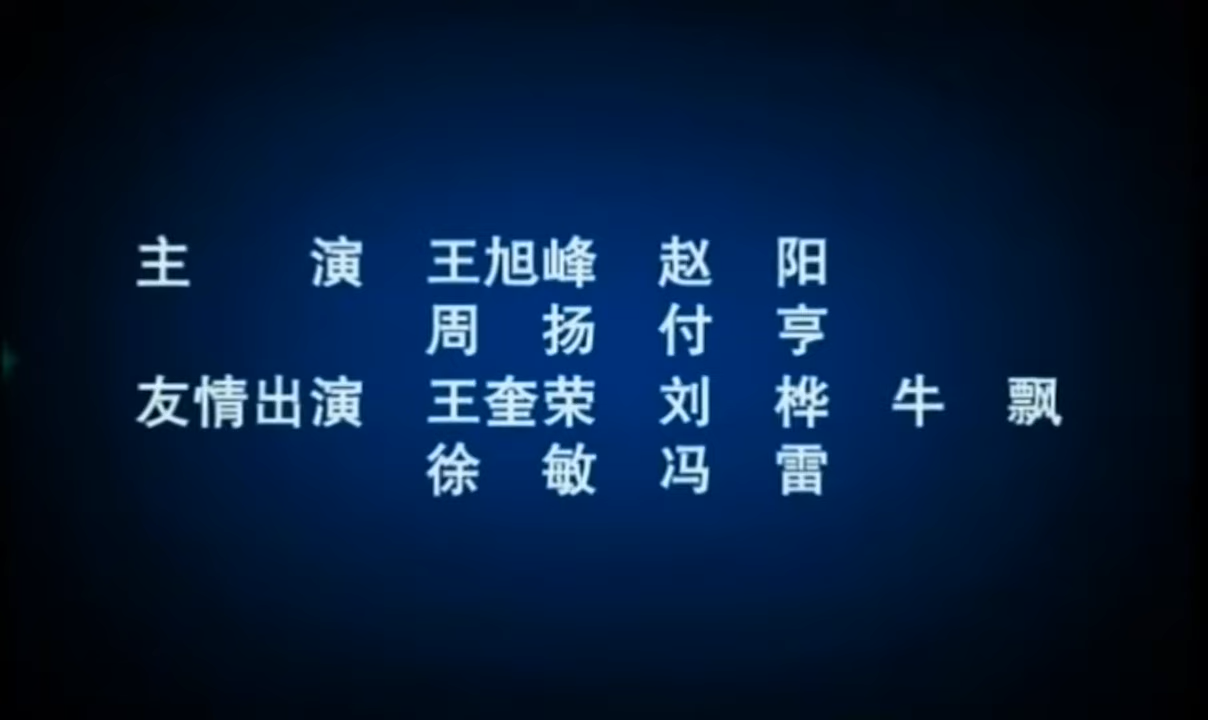 主 演 王旭峰 赵 阳
周 扬 付 亨
友情出演 王奎荣 刘 桦 牛 飘
徐 敏 冯 雷